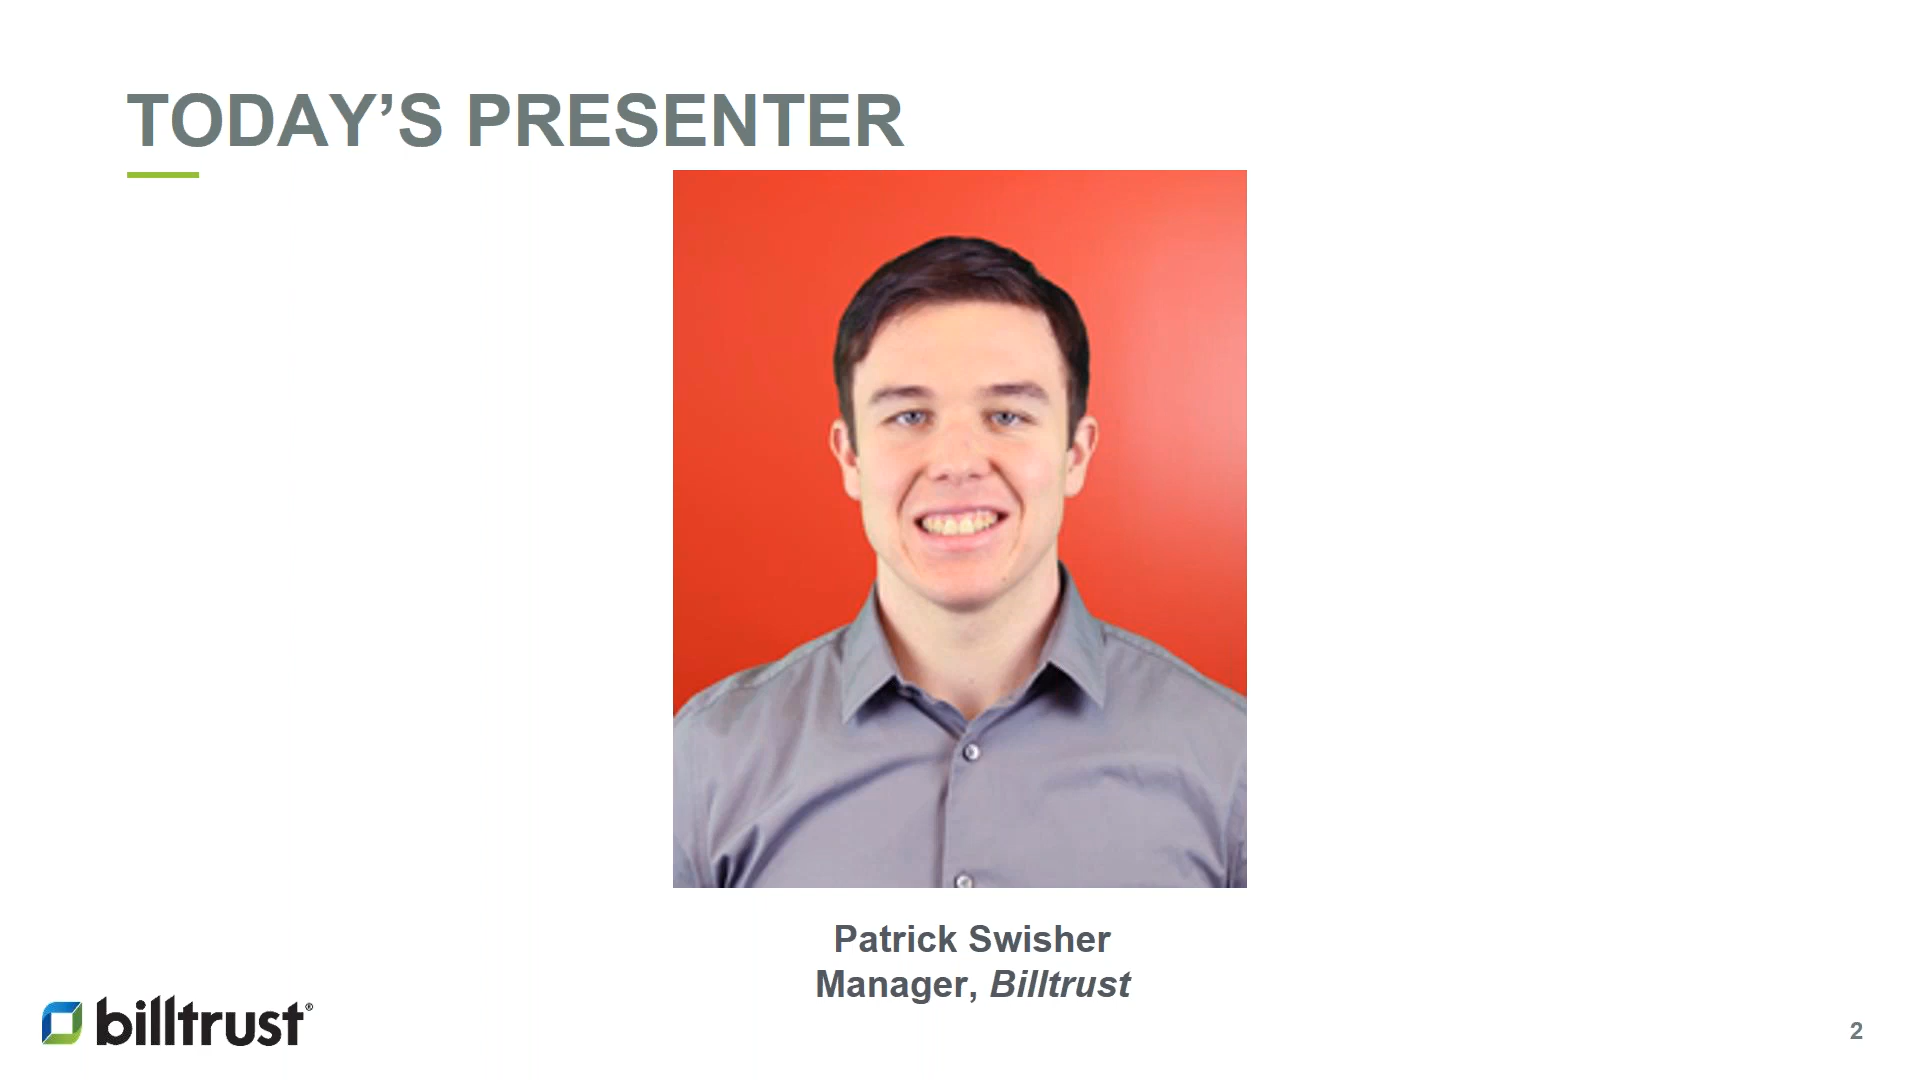 TODAY’S PRESENTER
Patrick Swisher
Manager, Billtrust
billtrust®
2